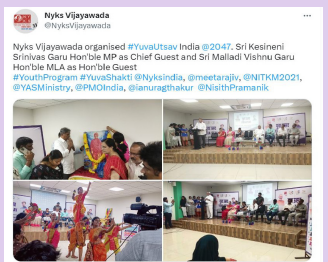 Nyks Vijayawada
@NyksVijayawada
Nyks Vijayawada organised #YuvaUtsav India @2047. Sri Kesineni
Srinivas Garu Hon'ble MP as Chief Guest and Sri Malladi Vishnu Garu
Hon'ble MLA as Hon'ble Guest
#YouthProgram #YuvaShakti @Nyksindia, @meetarajiv, @NITKM2021,
@YASMinistry, @PMOIndia, @ianuragthakur @NisithPramanik